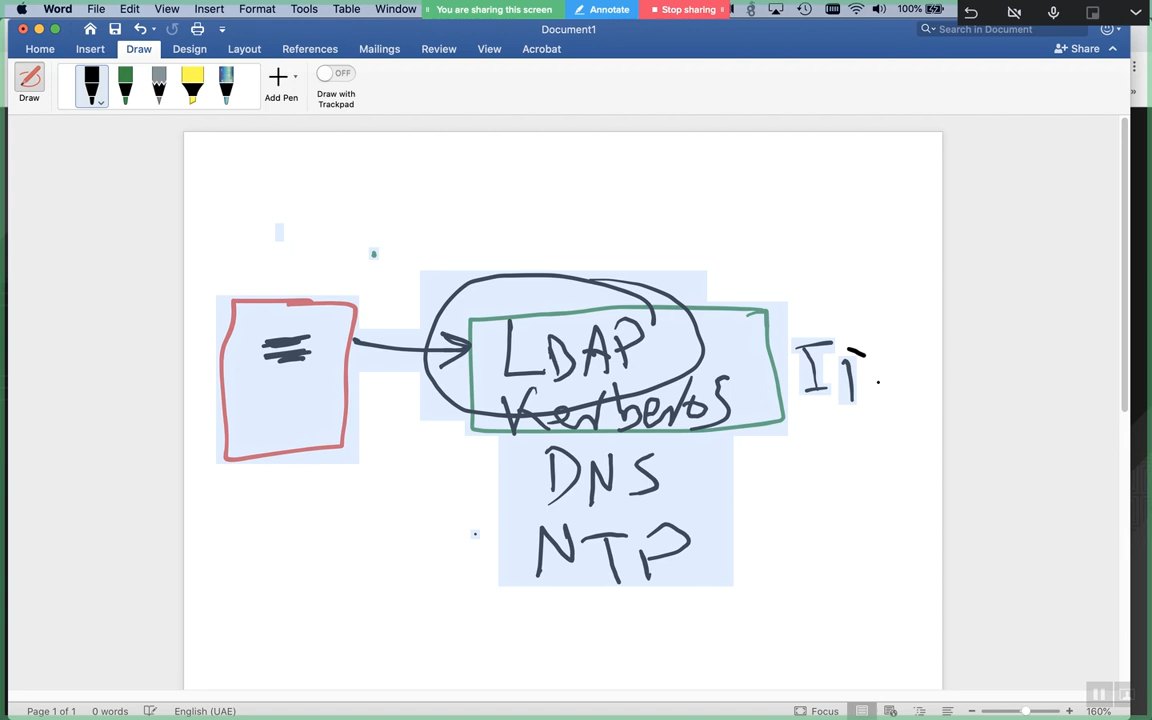 Word File Edit View Insert Format Tools Table Window You are sharing this screen Annotate Stop sharing 100%
Document1
Search in Document
Home Insert Draw Design Layout References Mailings Review View Acrobat Share
Draw
Add Pen
OFF
Draw with
Trackpad
LDAP
Kerberos
DNS
NTP
Page 1 of 1 0 words English (UAE) Focus 160%